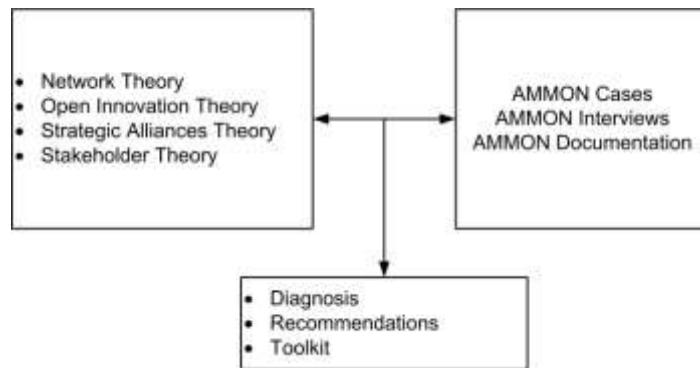 • Network Theory
• Open Innovation Theory
• Strategic Alliances Theory
• Stakeholder Theory
AMMON Cases
AMMON Interviews
AMMON Documentation
• Diagnosis
• Recommendations
• Toolkit